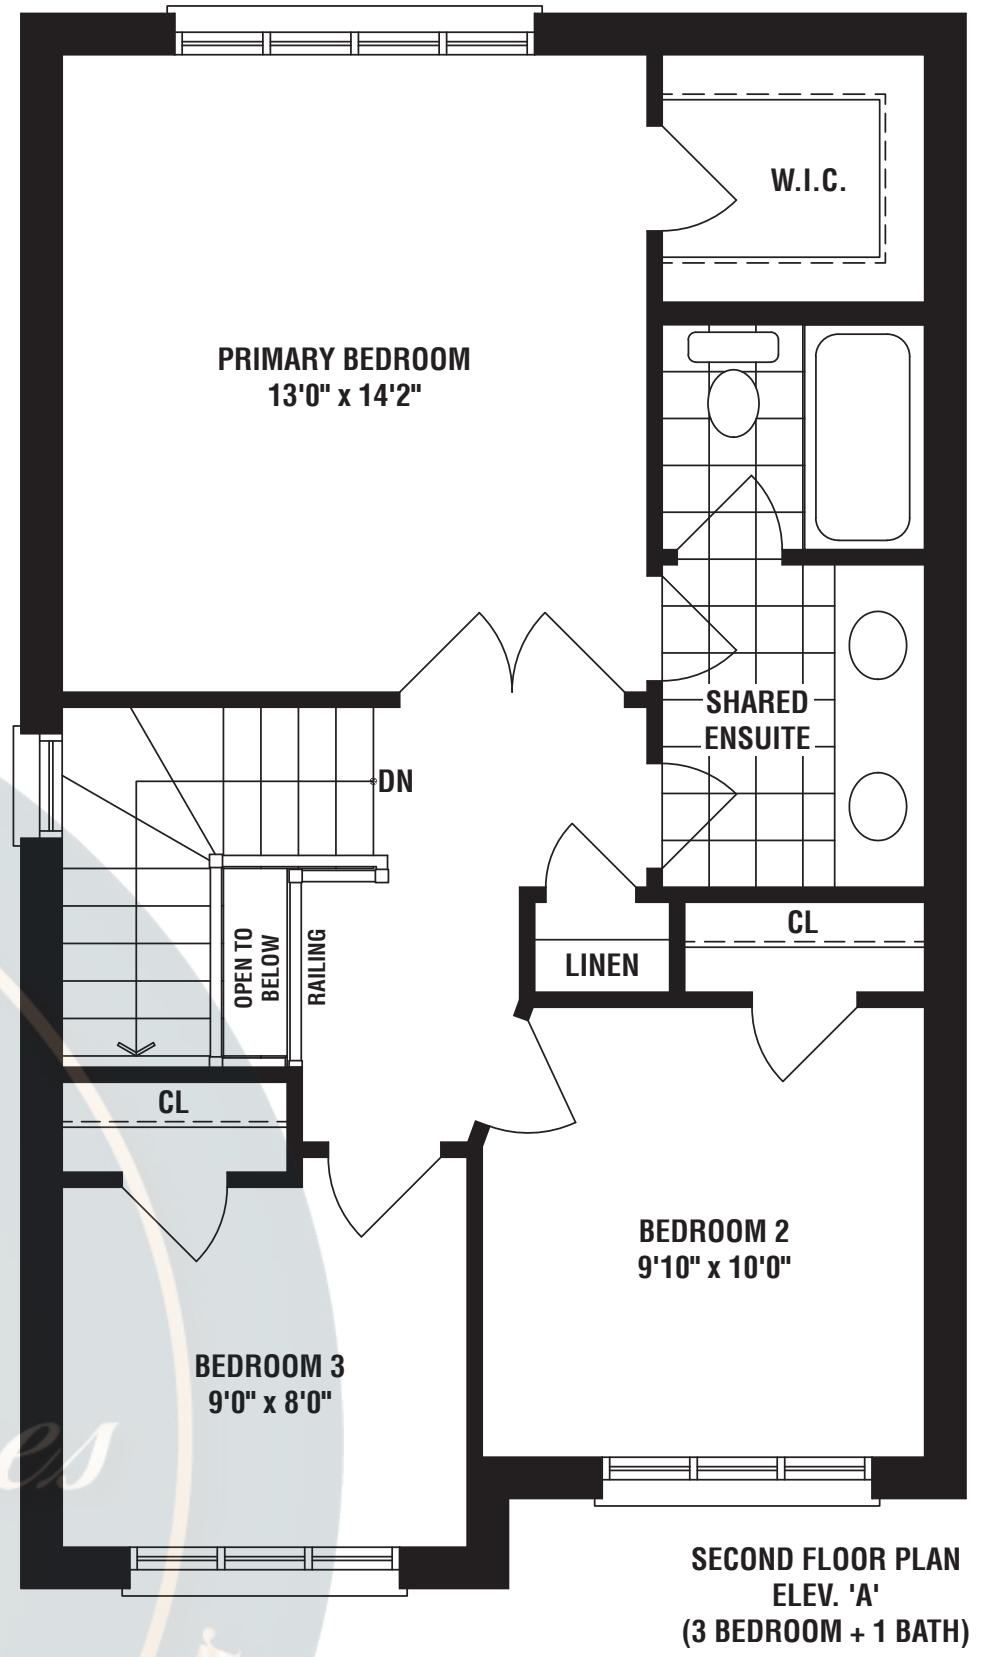 W.I.C.
PRIMARY BEDROOM
13'0" x 14'2"
SHARED
ENSUITE
DN
OPEN TO
BELOW
RAILING
CL
LINEN
CL
BEDROOM 2
9'10" x 10'0"
BEDROOM 3
9'0" x 8'0"
es
SECOND FLOOR PLAN
ELEV. 'A'
(3 BEDROOM + 1 BATH)